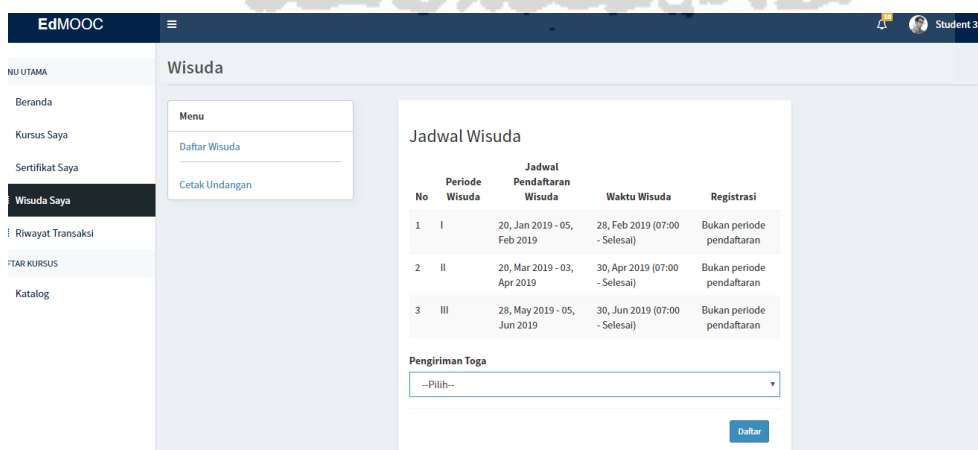 EdMOOC
10
Student 3
NU UTAMA
Beranda
Kursus Saya
Sertifikat Saya
Wisuda Saya
Riwayat Transaksi
FTAR KURSUS
Katalog
Wisuda
Menu
Daftar Wisuda
Cetak Undangan
Jadwal Wisuda
No Periode Wisuda Jadwal Pendaftaran Wisuda Waktu Wisuda Registrasi
1 I 20, Jan 2019 - 05, 28, Feb 2019 (07:00 Bukan periode
Feb 2019 - Selesai) pendaftaran
2 II 20, Mar 2019 - 03, 30, Apr 2019 (07:00 Bukan periode
Apr 2019 - Selesai) pendaftaran
3 III 28, May 2019 - 05, 30, Jun 2019 (07:00 Bukan periode
Jun 2019 - Selesai) pendaftaran
Pengiriman Toga
--Pilih--
Daftar